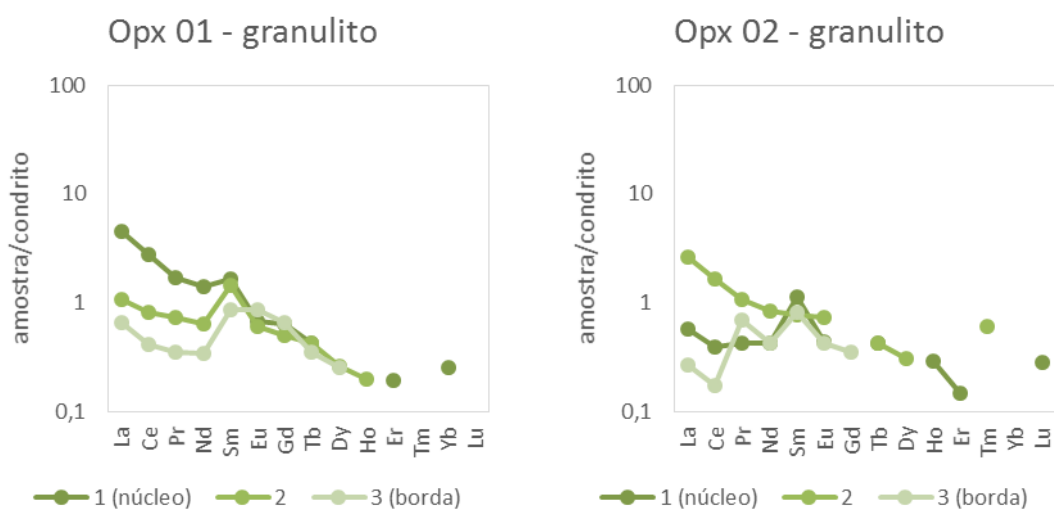 Opx 01 - granulito
100
10
1
0,1
amostra/condrito
La Ce Pr Nd Sm Eu Gd Tb Dy Ho Er Tm Yb Lu
1 (núcleo) 2 3 (borda)
Opx 02 - granulito
100
10
1
0,1
amostra/condrito
La Ce Pr Nd Sm Eu Gd Tb Dy Ho Er Tm Yb Lu
1 (núcleo) 2 3 (borda)